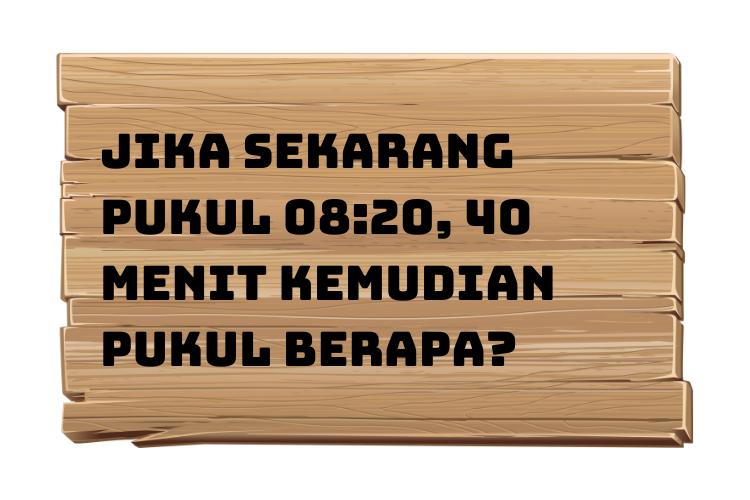 JIKA SEKARANG
PUKUL 08:20, 40
MENIT KEMUDIAN
PUKUL BERAPA?